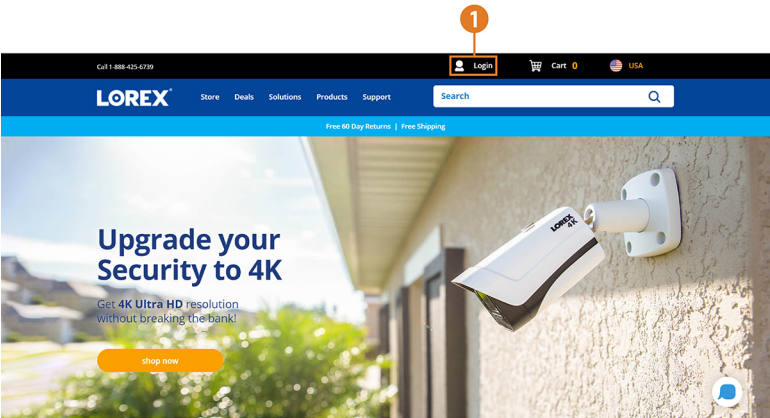 1
Call 1-888-425-6739
Login
Cart 0
USA
LOREX®
Store Deals Solutions Products Support
Search
Free 60 Day Returns | Free Shipping
Upgrade your
Security to 4K
Get 4K Ultra HD resolution
without breaking the bank!
shop now
LOREX
4K